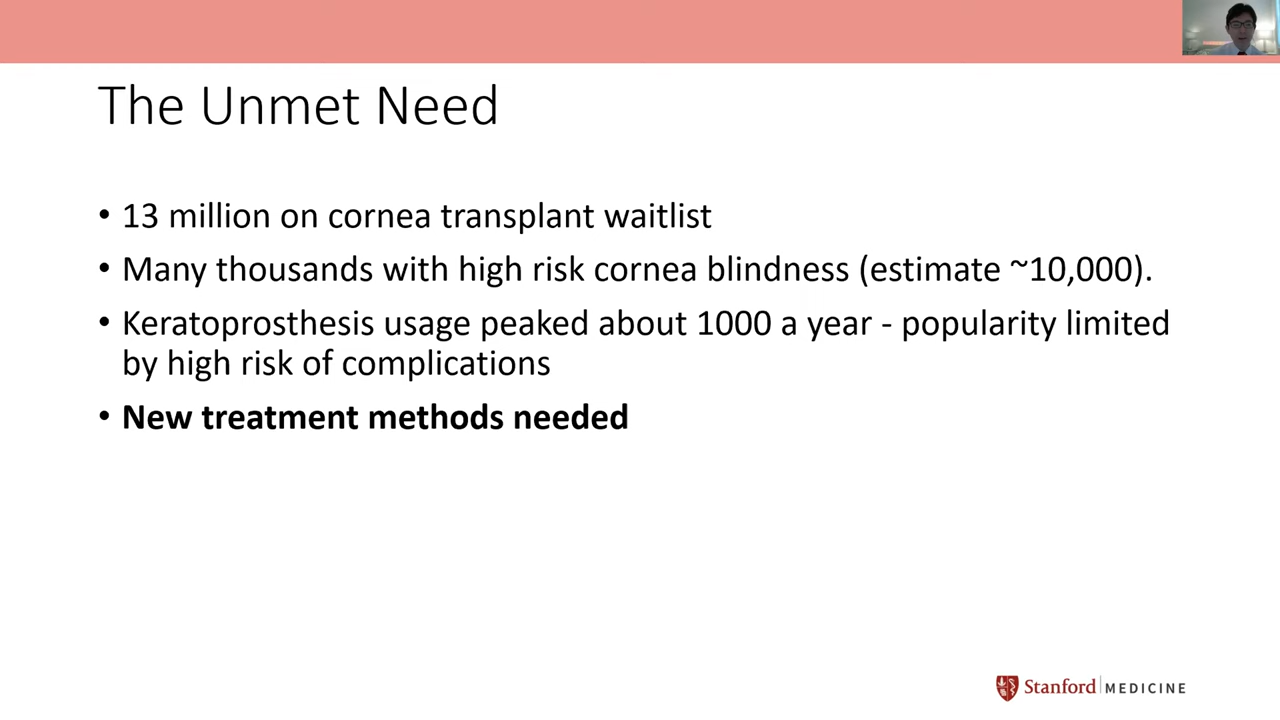 The Unmet Need
• 13 million on cornea transplant waitlist
• Many thousands with high risk cornea blindness (estimate ~10,000).
• Keratoprosthesis usage peaked about 1000 a year - popularity limited
by high risk of complications
• New treatment methods needed
Stanford MEDICINE